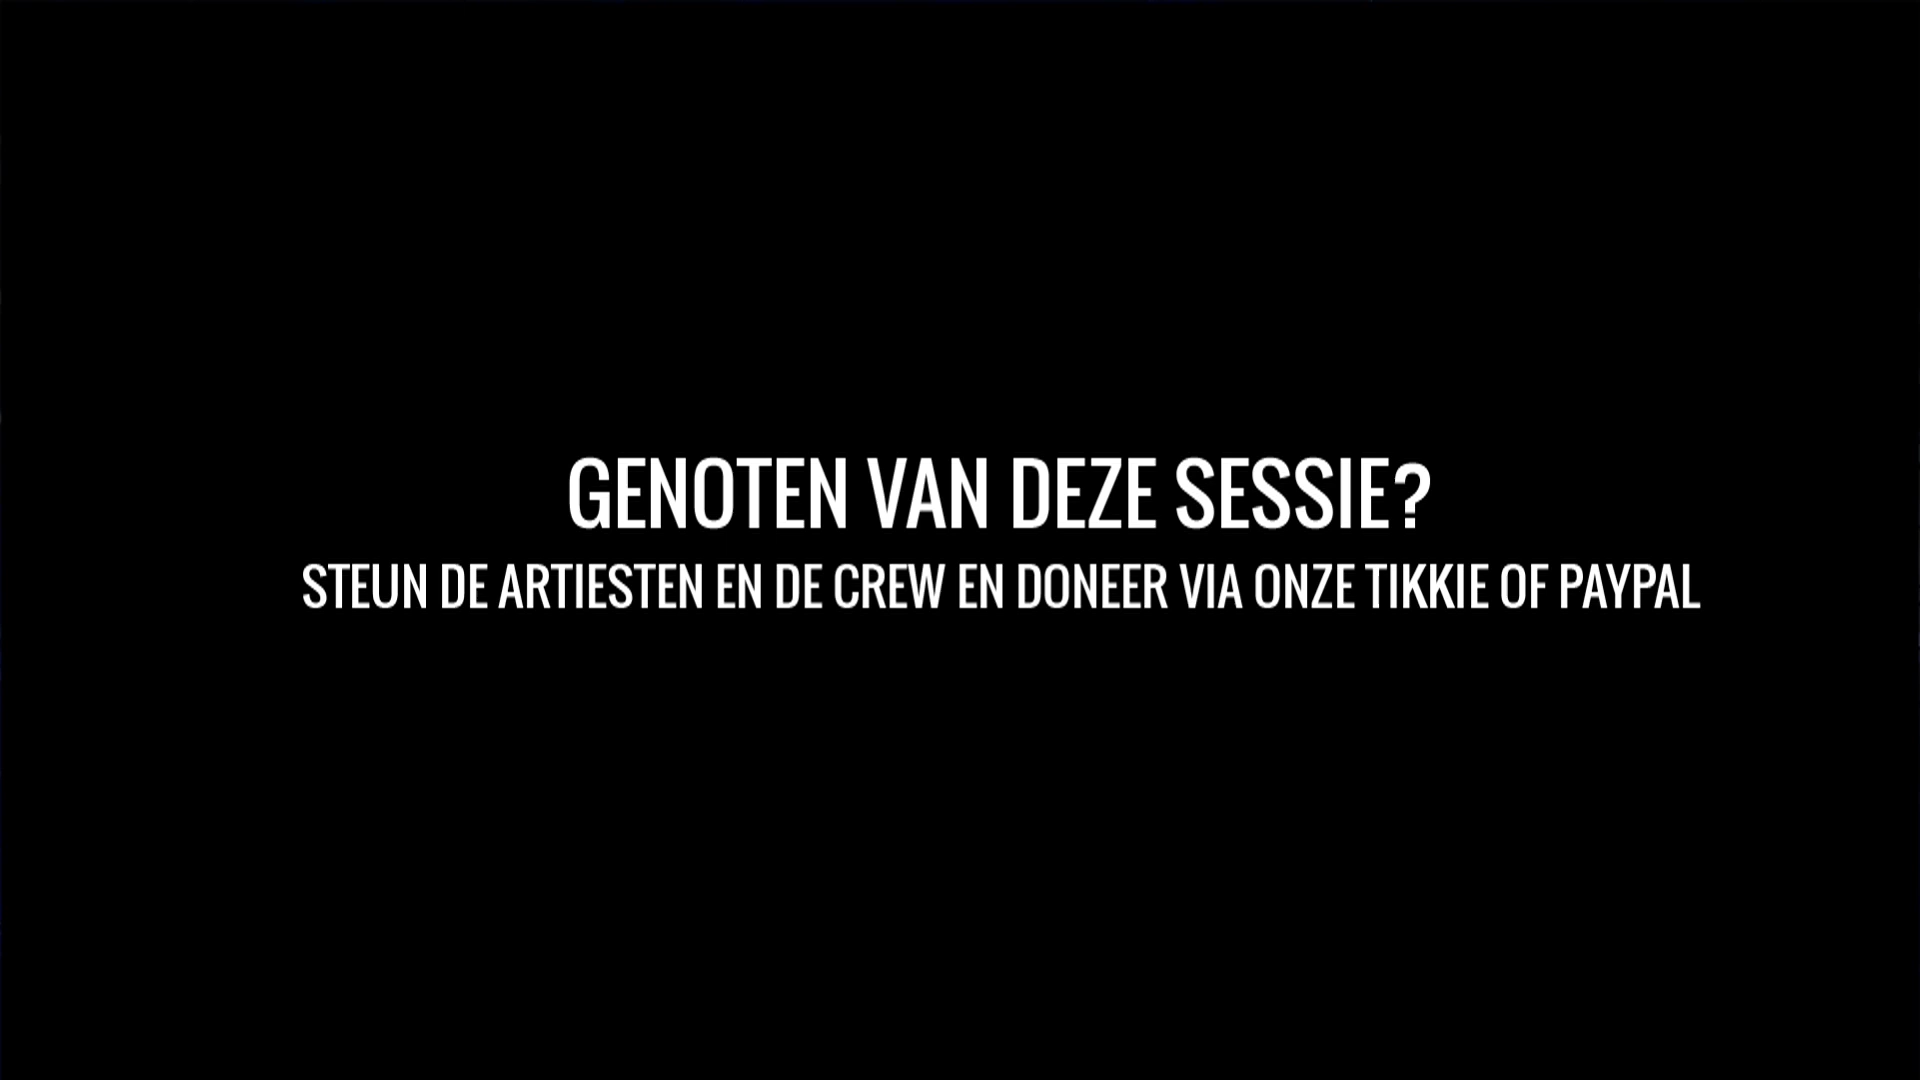 GENOTEN VAN DEZE SESSIE?
STEUN DE ARTIESTEN EN DE CREW EN DONEER VIA ONZE TIKKIE OF PAYPAL